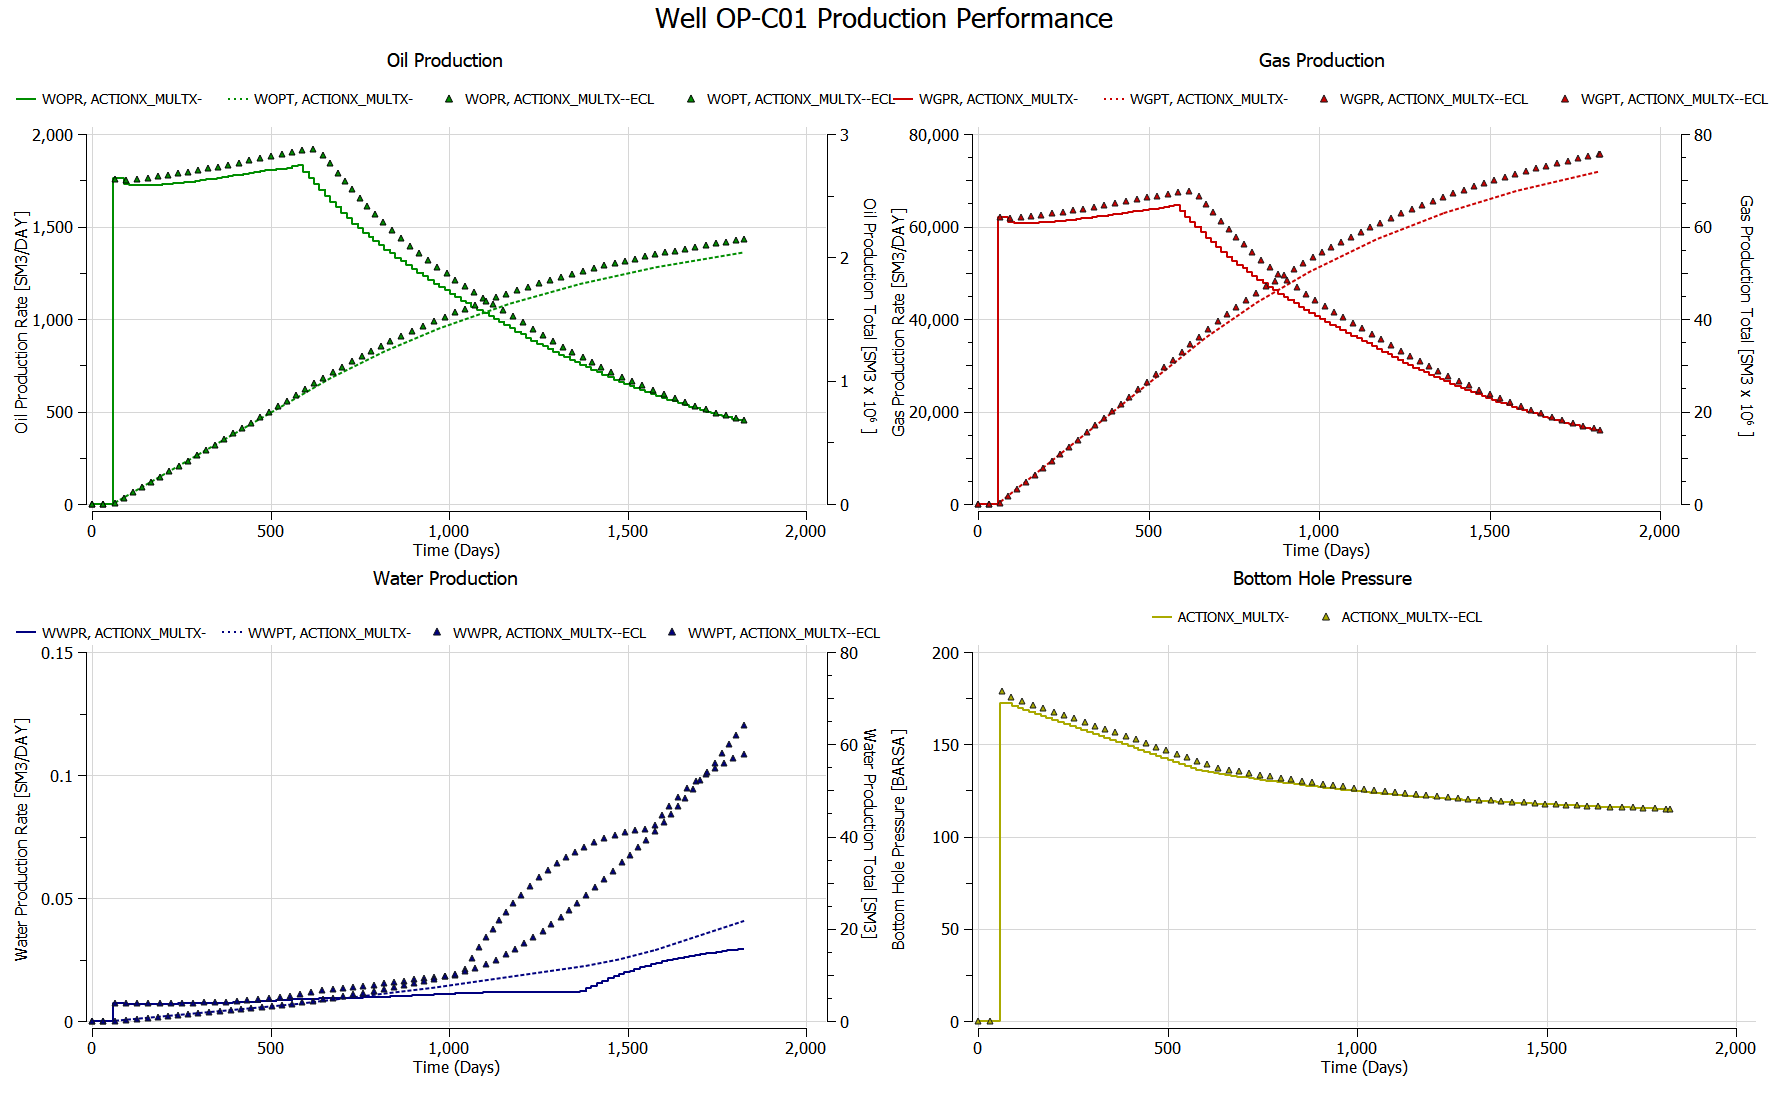 Well OP-C01 Production Performance
Oil Production
WOPR, ACTIONX_MULTX-
WOPT, ACTIONX_MULTX-
WOPR, ACTIONX_MULTX--ECL
WOPT, ACTIONX_MULTX--ECL
2,000
1,500
1,000
500
0
Oil Production Rate [SM3/DAY]
3
2
1
0
Oil Production Total [SM3 x 10⁶ ]
0
500
1,000
1,500
2,000
Time (Days)
Gas Production
WGPR, ACTIONX_MULTX-
WGPT, ACTIONX_MULTX-
WGPR, ACTIONX_MULTX--ECL
WGPT, ACTIONX_MULTX--ECL
80,000
60,000
40,000
20,000
0
Gas Production Rate [SM3/DAY]
80
60
40
20
0
Gas Production Total [SM3 x 10⁶ ]
0
500
1,000
1,500
2,000
Time (Days)
Water Production
WWPR, ACTIONX_MULTX-
WWPT, ACTIONX_MULTX-
WWPR, ACTIONX_MULTX--ECL
WWPT, ACTIONX_MULTX--ECL
0.15
0.1
0.05
0
Water Production Rate [SM3/DAY]
80
60
40
20
0
Water Production Total [SM3]
0
500
1,000
1,500
2,000
Time (Days)
Bottom Hole Pressure
ACTIONX_MULTX-
ACTIONX_MULTX--ECL
200
150
100
50
0
Bottom Hole Pressure [BARSA]
0
500
1,000
1,500
2,000
Time (Days)